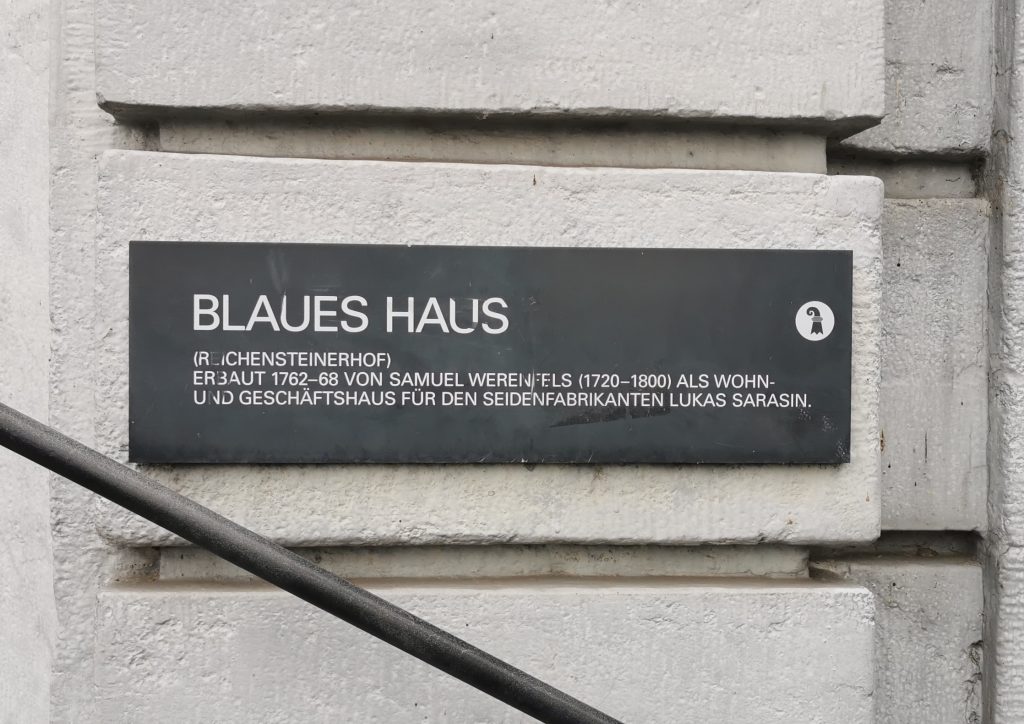 BLAUES HAUS
(REICHENSTEINERHOF)
ERBAUT 1762–68 VON SAMUEL WERENFELS (1720–1800) ALS WOHN-
UND GESCHÄFTSHAUS FÜR DEN SEIDENFABRIKANTEN LUKAS SARASIN.